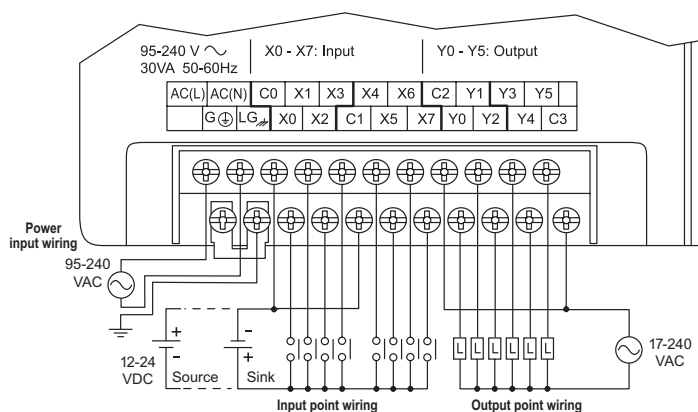 95-240 V
X0 - X7: Input
Y0 - Y5: Output
30VA 50-60Hz
AC(L) AC(N) C0 X1 X3 X4 X6 C2 Y1 Y3 Y5
G LG X0 X2 C1 X5 X7 Y0 Y2 Y4 C3
Power
input wiring
95-240
VAC
+
-
-
+
12-24
VDC
Source
Sink
L L L L L L
17-240
VAC
Input point wiring
Output point wiring